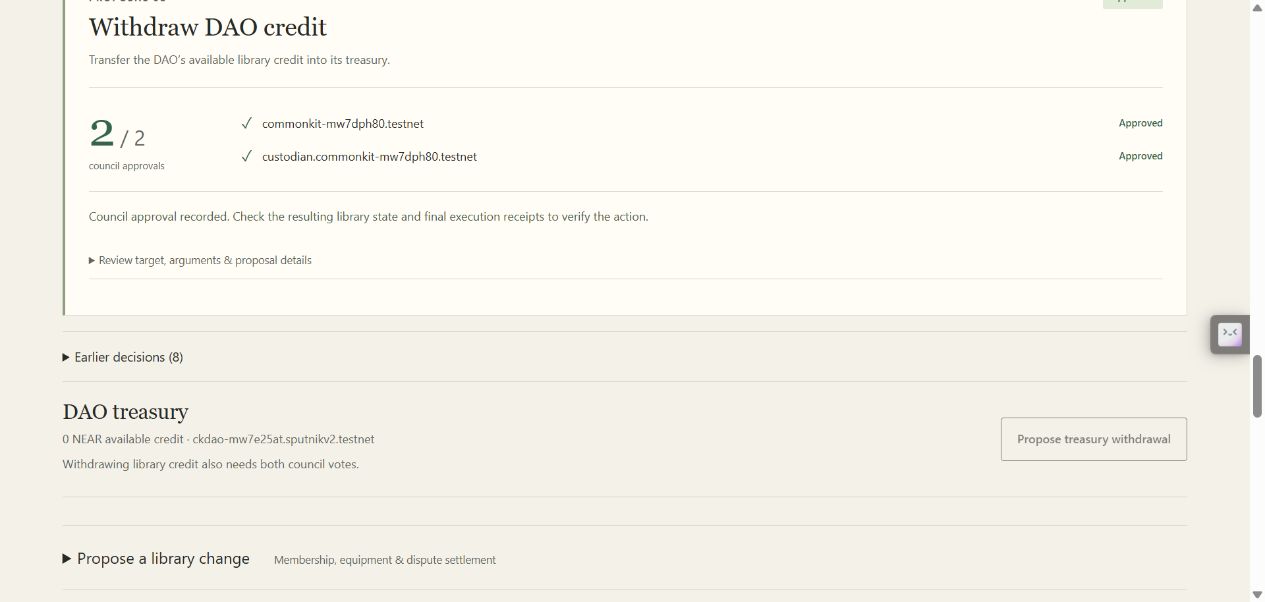 Withdraw DAO credit
Transfer the DAO's available library credit into its treasury.
2 / 2
council approvals
✓ commonkit-mw7dph80.testnet Approved
✓ custodian.commonkit-mw7dph80.testnet Approved
Council approval recorded. Check the resulting library state and final execution receipts to verify the action.
▶ Review target, arguments & proposal details
▶ Earlier decisions (8)
DAO treasury
0 NEAR available credit · ckdao-mw7e25at.sputnikv2.testnet
Propose treasury withdrawal
Withdrawing library credit also needs both council votes.
▶ Propose a library change Membership, equipment & dispute settlement